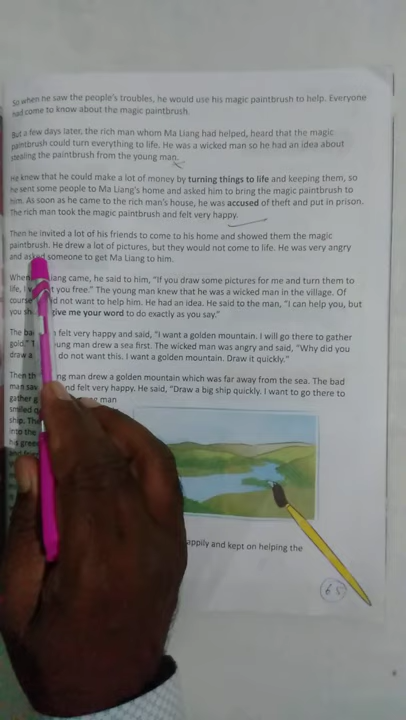 So when he saw the people's troubles, he would use his magic paintbrush to help. Everyone
had come to know about the magic paintbrush.
But a few days later, the rich man whom Ma Liang had helped, heard that the magic
paintbrush could turn everything to life. He was a wicked man so he had an idea about
stealing the paintbrush from the young man.
He knew that he could make a lot of money by turning things to life and keeping them, so
he sent some people to Ma Liang's home and asked him to bring the magic paintbrush to
him. As soon as he came to the rich man's house, he was accused of theft and put in prison.
The rich man took the magic paintbrush and felt very happy.
Then he invited a lot of his friends to come to his home and showed them the magic
paintbrush. He drew a lot of pictures, but they would not come to life. He was very angry
and asked someone to get Ma Liang to him.
When iang came, he said to him, "If you draw some pictures for me and turn them to
life, I t you free." The young man knew that he was a wicked man in the village. Of
course d not want to help him. He had an idea. He said to the man, "I can help you, but
you sh give me your word to do exactly as you say."
The ba felt very happy and said, "I want a golden mountain. I will go there to gather
gold." T ung man drew a sea first. The wicked man was angry and said, "Why did you
draw a do not want this. I want a golden mountain. Draw it quickly."
Then th ng man drew a golden mountain which was far away from the sea. The bad
man saw nd felt very happy. He said, "Draw a big ship quickly. I want to go there to
gather g man
smiled
ship. The
into the
his gree
appily and kept on helping the
65